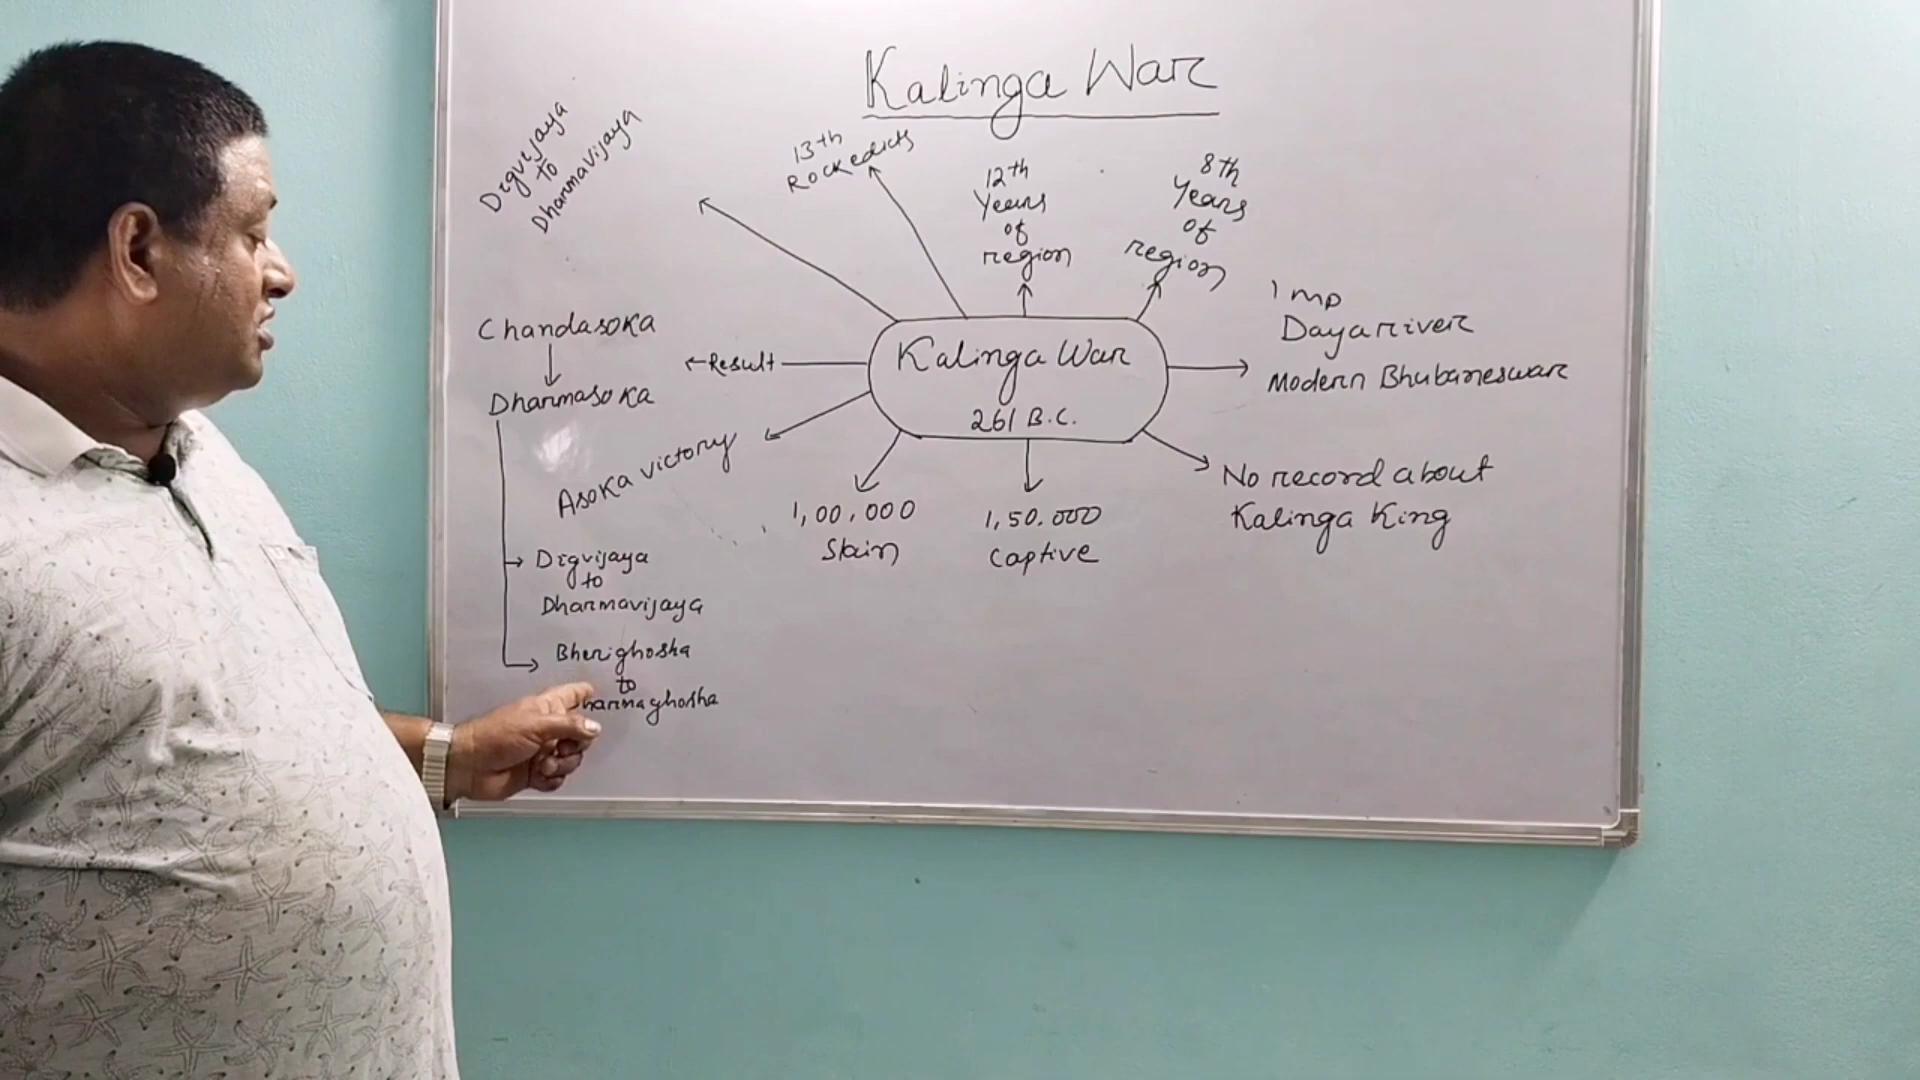 Kalinga War
Digvijaya
to
Dharmavijaya
13th
Rockedicts
12th
Years
of
region
8th
Years
of
region
Chandasoka
Dharmasoka
Result
Kalinga War
261 B.C.
Imp
Daya river
Modern Bhubaneswar
Asoka victory
1,00,000
Slain
1,50,000
Captive
No record about
Kalinga King
Digvijaya
to
Dharmavijaya
Bherighosha
to
Dharmaghosha